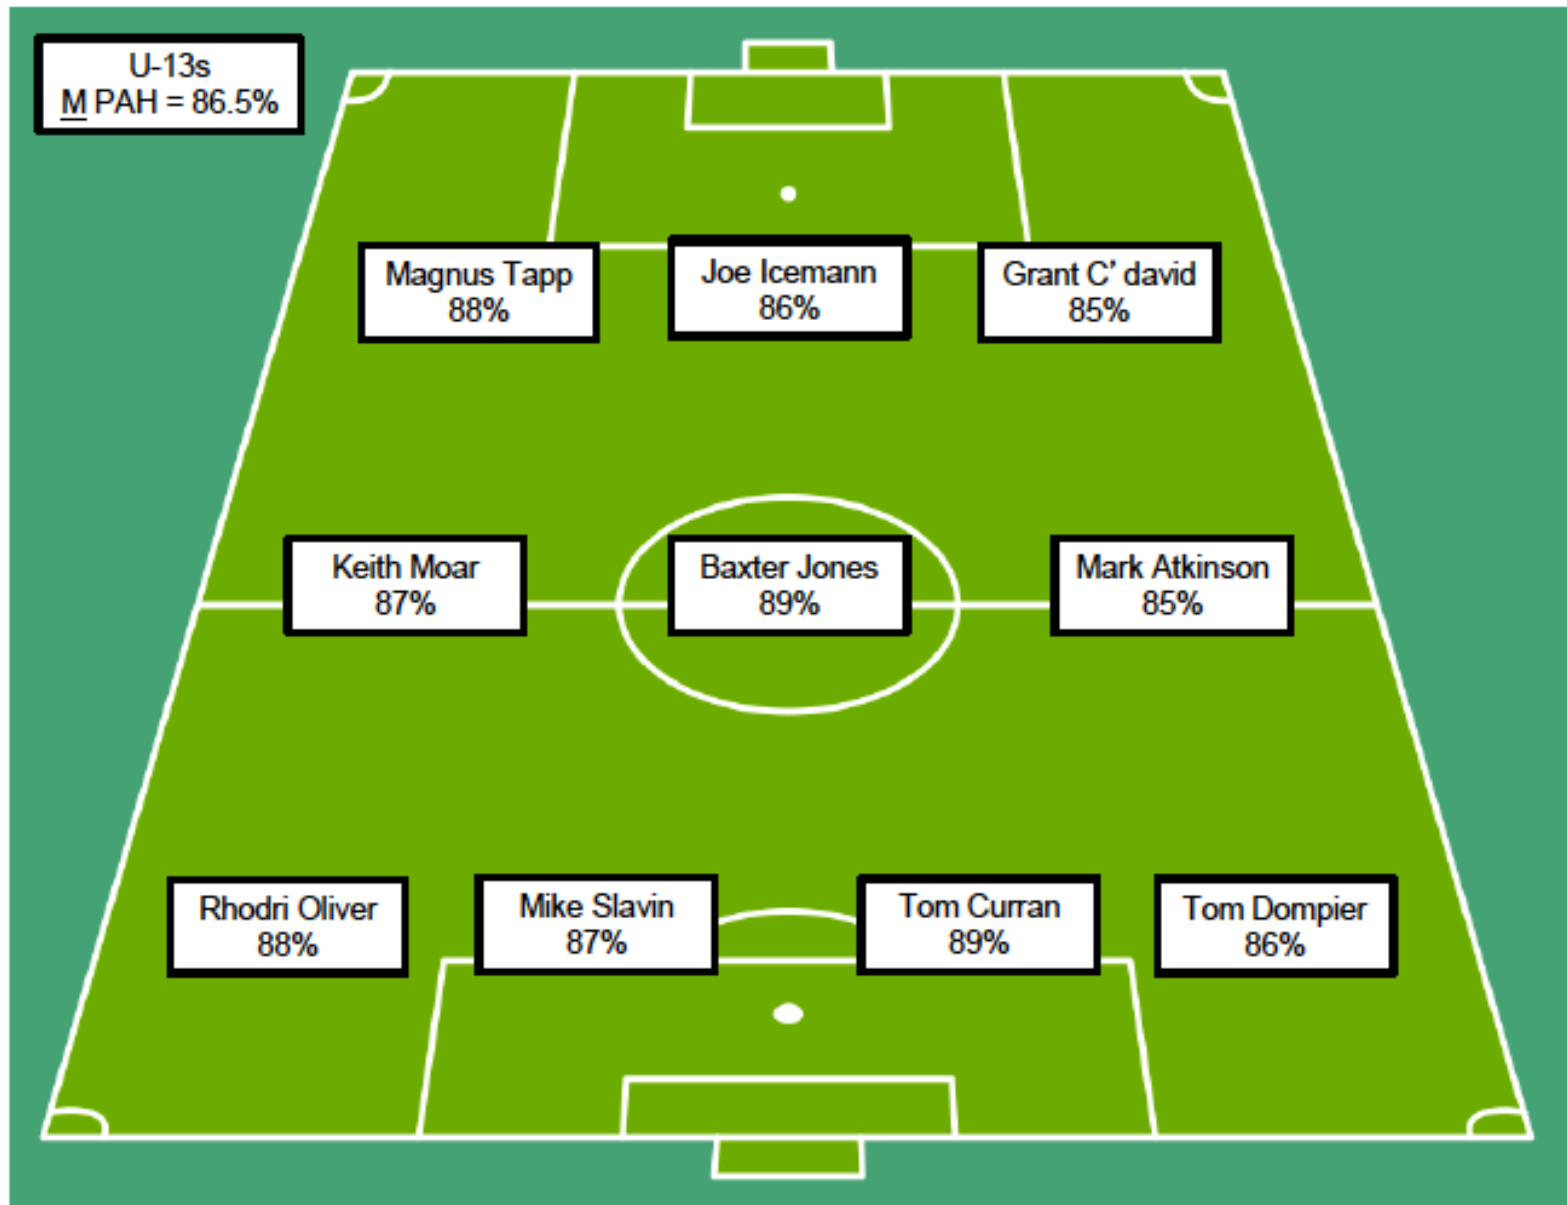 U-13s
M PAH = 86.5%
Magnus Tapp
88%
Joe Icemann
86%
Grant C’ david
85%
Keith Moar
87%
Baxter Jones
89%
Mark Atkinson
85%
Rhodri Oliver
88%
Mike Slavin
87%
Tom Curran
89%
Tom Dompier
86%